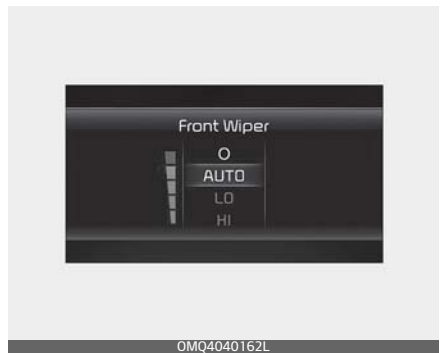 Front Wiper
O
AUTO
LO
HI
OMQ4040162L